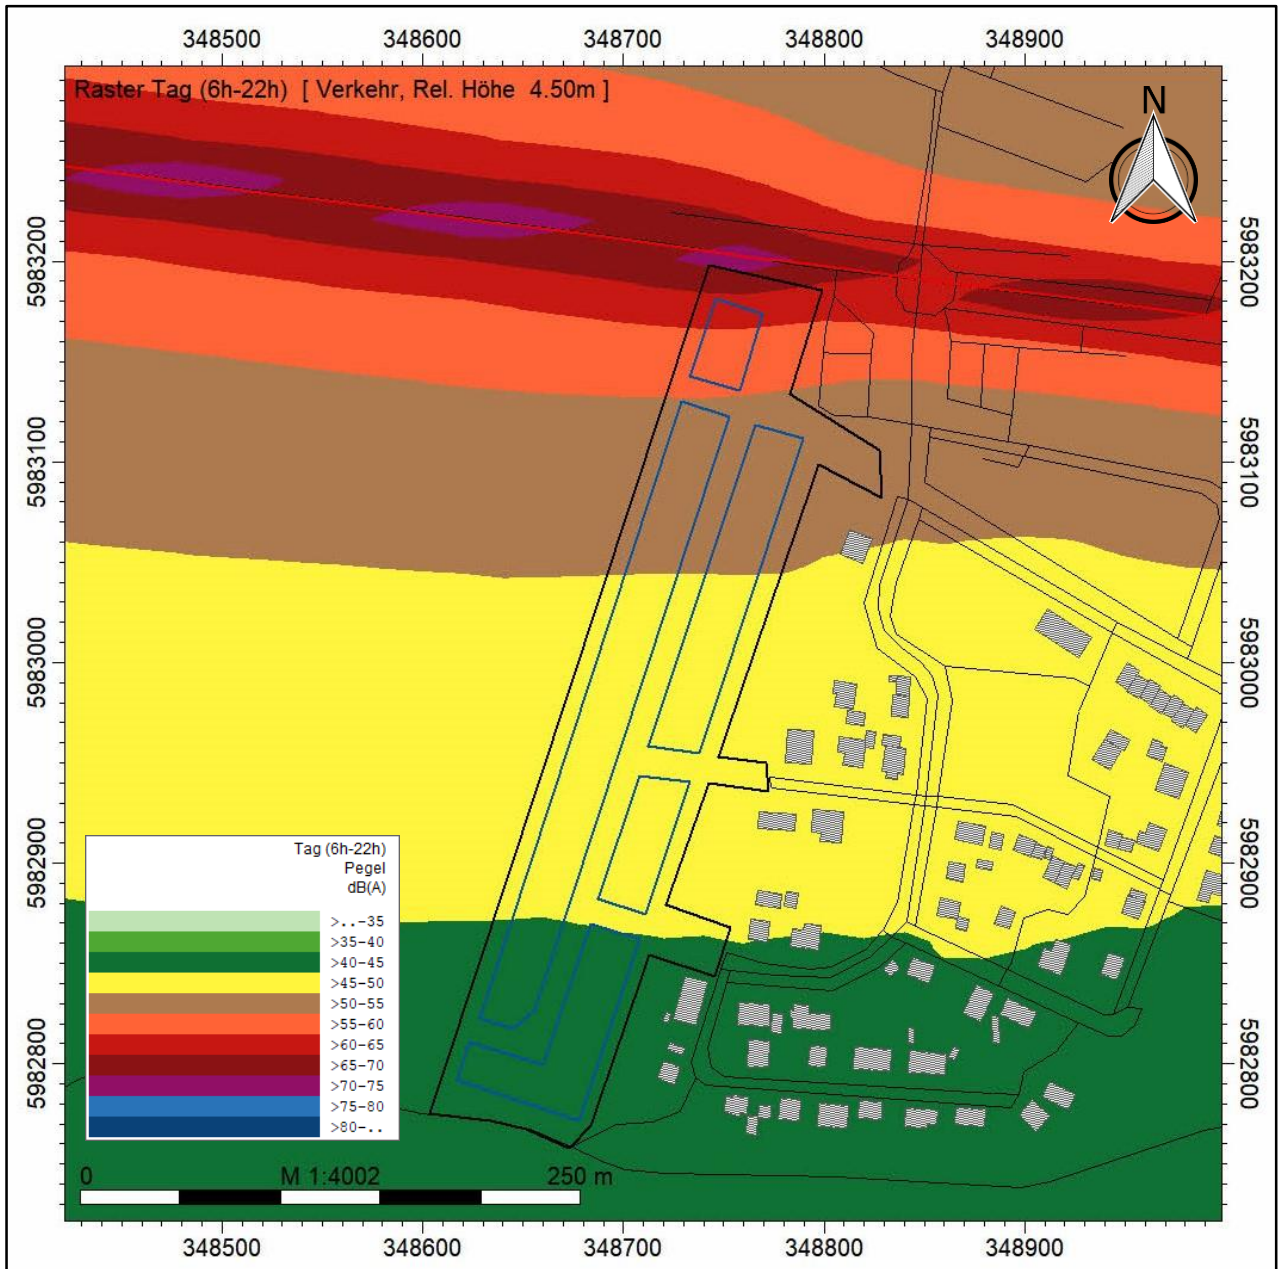 348500 348600 348700 348800 348900
Raster Tag (6h-22h) [ Verkehr, Rel. Höhe 4.50m ]
N
5983200 5983200
5983100 5983100
5983000 5983000
5982900 5982900
5982800 5982800
Tag (6h-22h)
Pegel
dB(A)
>..-35
>35-40
>40-45
>45-50
>50-55
>55-60
>60-65
>65-70
>70-75
>75-80
>80-..
0 M 1:4002 250 m
348500 348600 348700 348800 348900